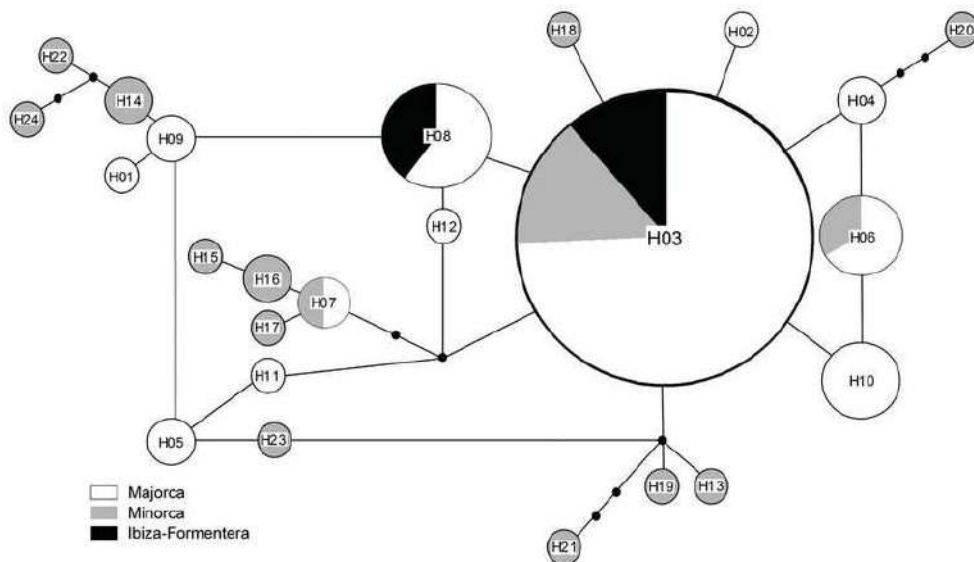 H18
H02
H20
H22
H14
H04
H24
H09
H08
H01
H12
H03
H06
H15
H16
H07
H17
H11
H10
H05
H23
H19
H13
H21
Majorca
Minorca
Ibiza-Formentera